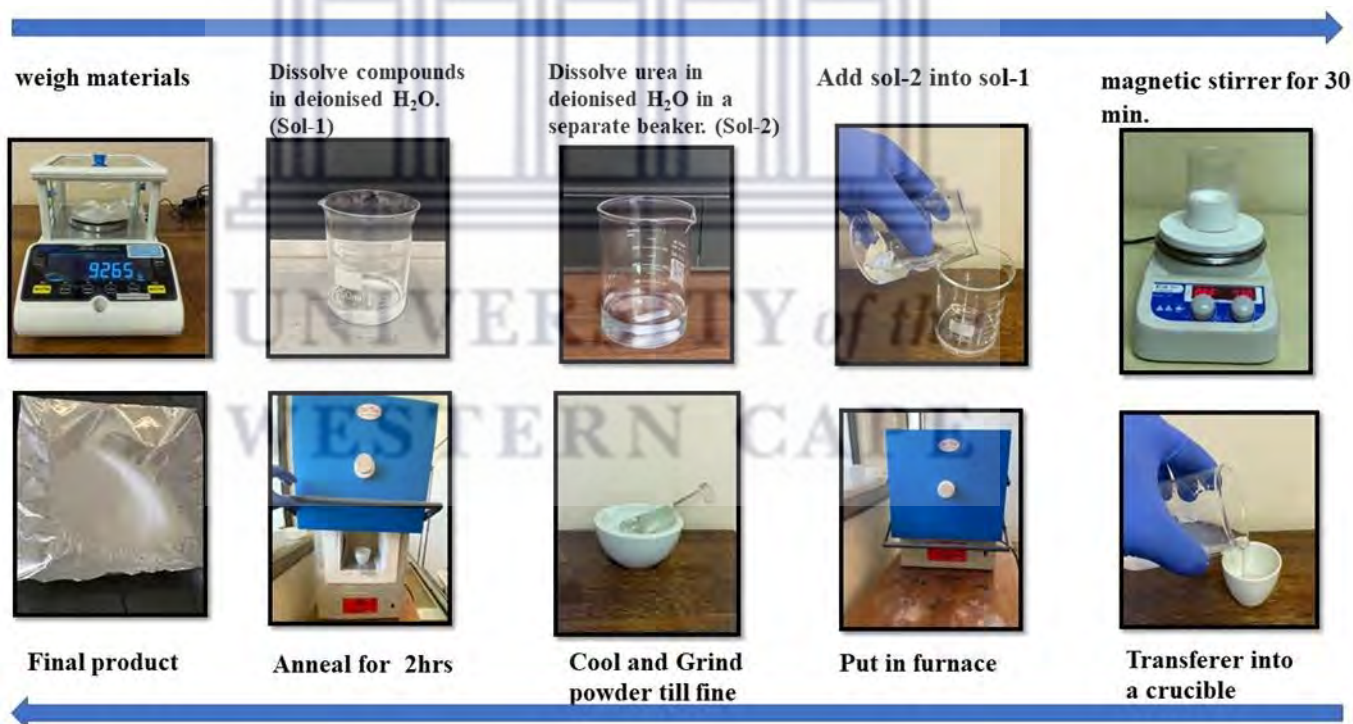 weigh materials
Dissolve compounds
in deionised H₂O.
(Sol-1)
Dissolve urea in
deionised H₂O in a
separate beaker. (Sol-2)
Add sol-2 into sol-1
magnetic stirrer for 30
min.
9265
UNIVERSITY of the
WESTERN CAPE
Final product
Anneal for 2hrs
Cool and Grind
powder till fine
Put in furnace
Transferer into
a crucible